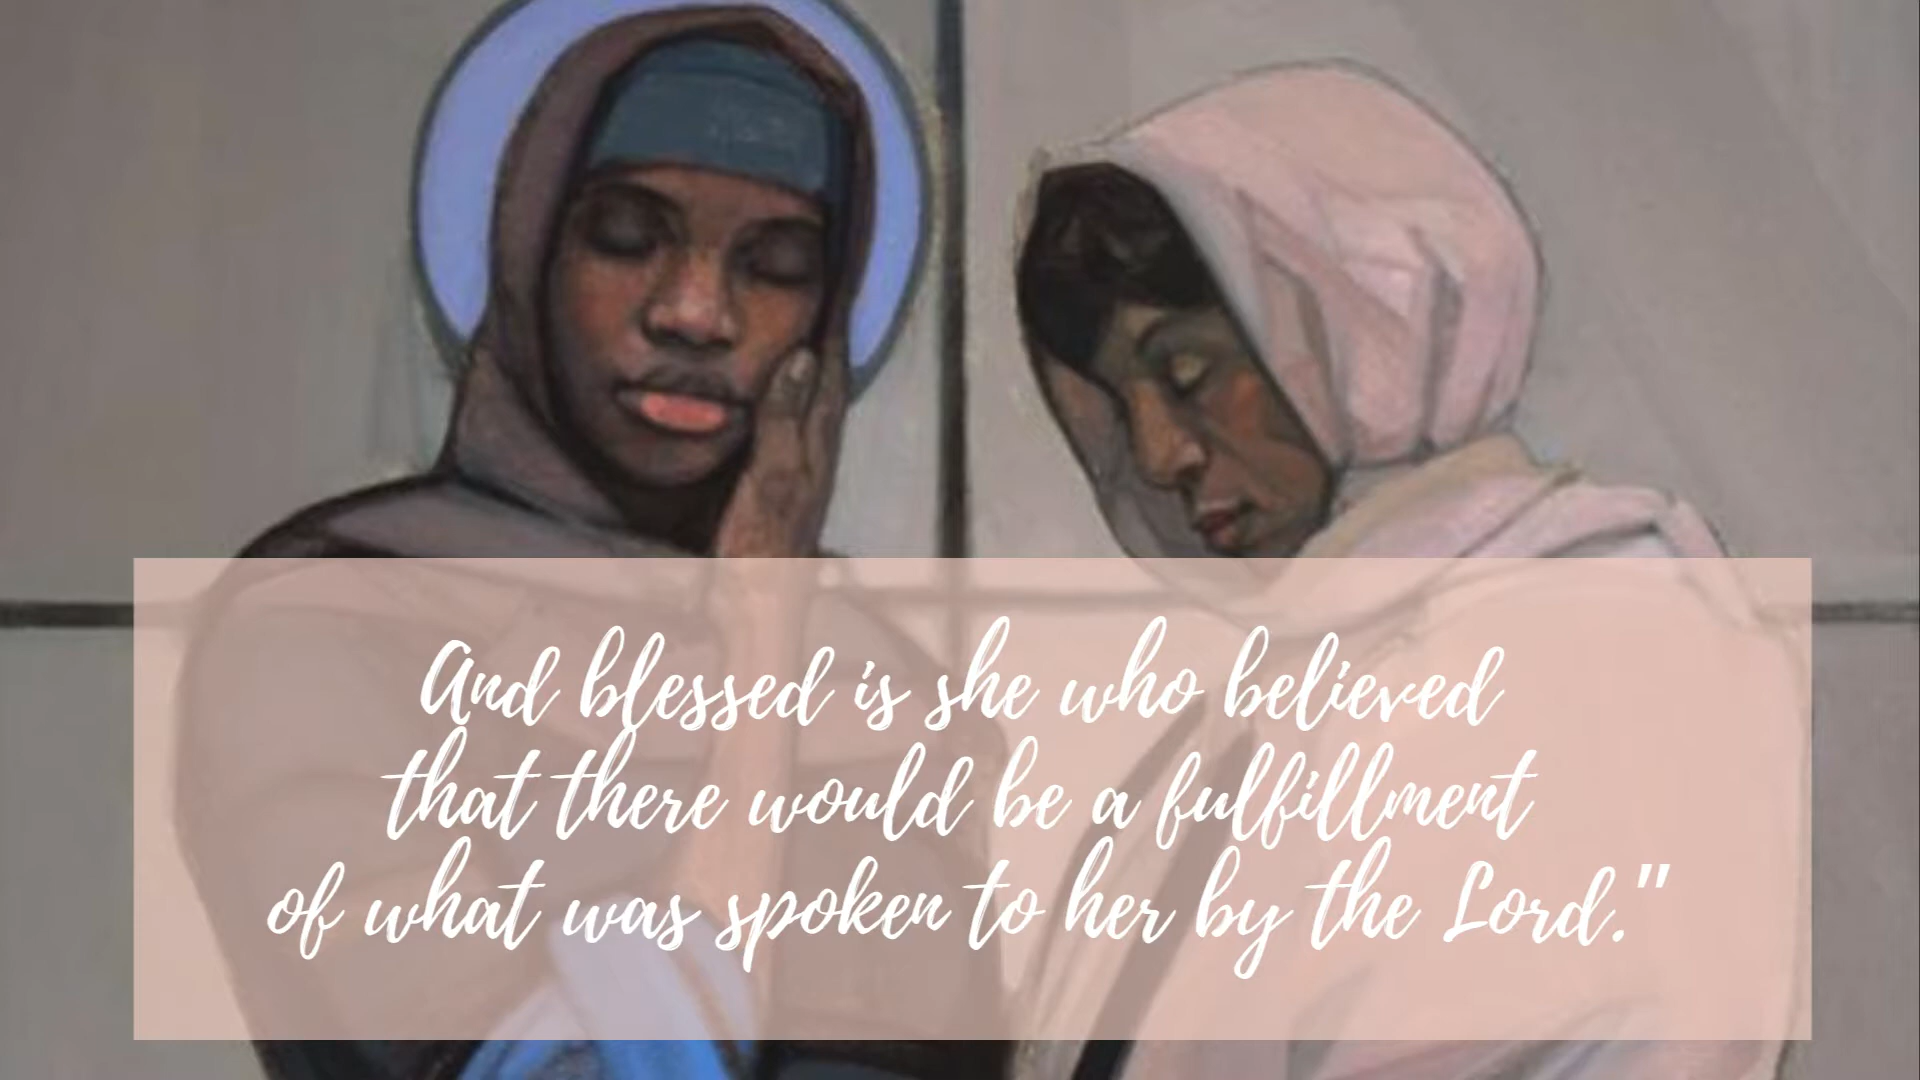 And blessed is she who believed
that there would be a fulfillment
of what was spoken to her by the Lord."